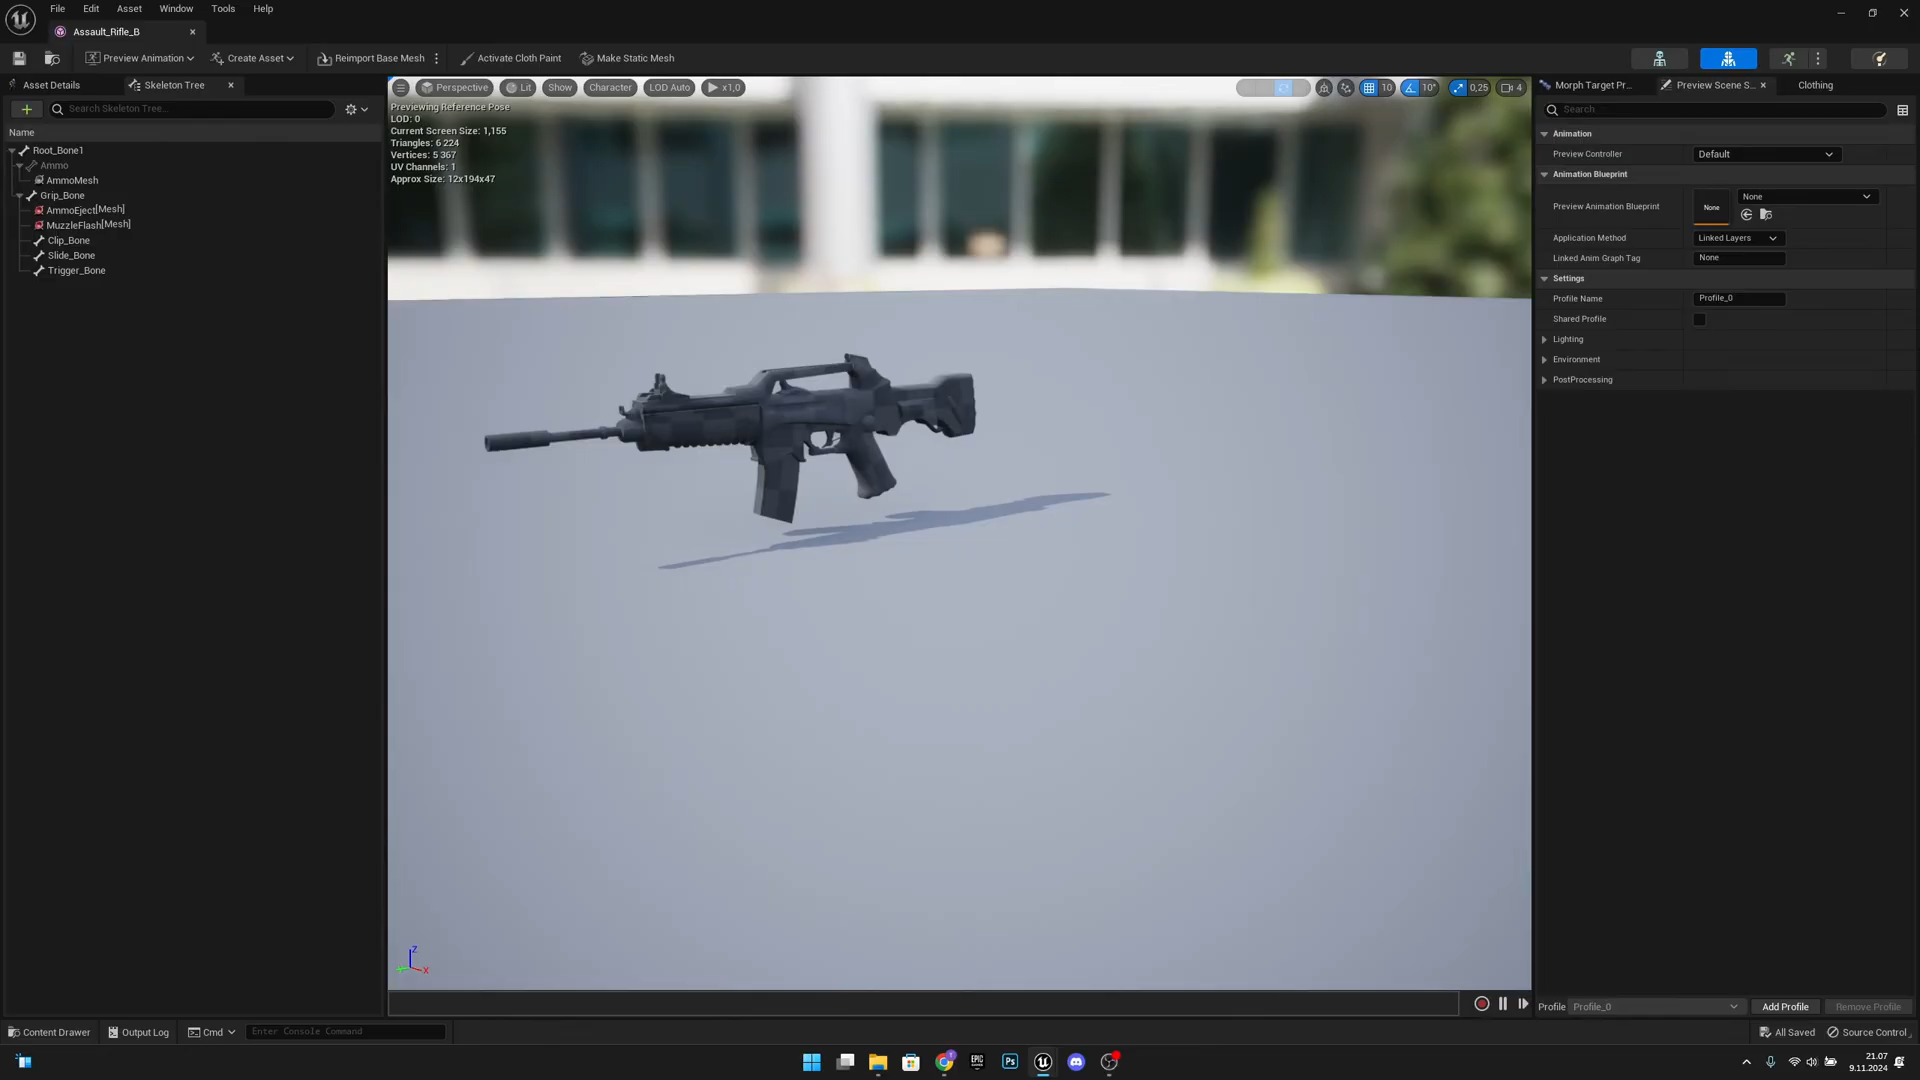 File Edit Asset Window Tools Help
Assault_Rifle_B
Preview Animation Create Asset Reimport Base Mesh Activate Cloth Paint Make Static Mesh
Asset Details Skeleton Tree
Search Skeleton Tree...
Name
Root_Bone1
Ammo
AmmoMesh
Grip_Bone
AmmoEject[Mesh]
MuzzleFlash[Mesh]
Clip_Bone
Slide_Bone
Trigger_Bone
Perspective Lit Show Character LOD Auto x1,0 10 10° 0,25 4
Previewing Reference Pose
LOD: 0
Current Screen Size: 1,155
Triangles: 6 224
Vertices: 5 367
UV Channels: 1
Approx Size: 12x194x47
Z
X
Morph Target Pr... Preview Scene S... Clothing
Search
Animation
Preview Controller Default
Animation Blueprint
Preview Animation Blueprint None None
Application Method Linked Layers
Linked Anim Graph Tag None
Settings
Profile Name Profile_0
Shared Profile
Lighting
Environment
PostProcessing
Profile Profile_0 Add Profile Remove Profile
Content Drawer Output Log Cmd Enter Console Command All Saved Source Control
EPIC Ps
21.07
9.11.2024